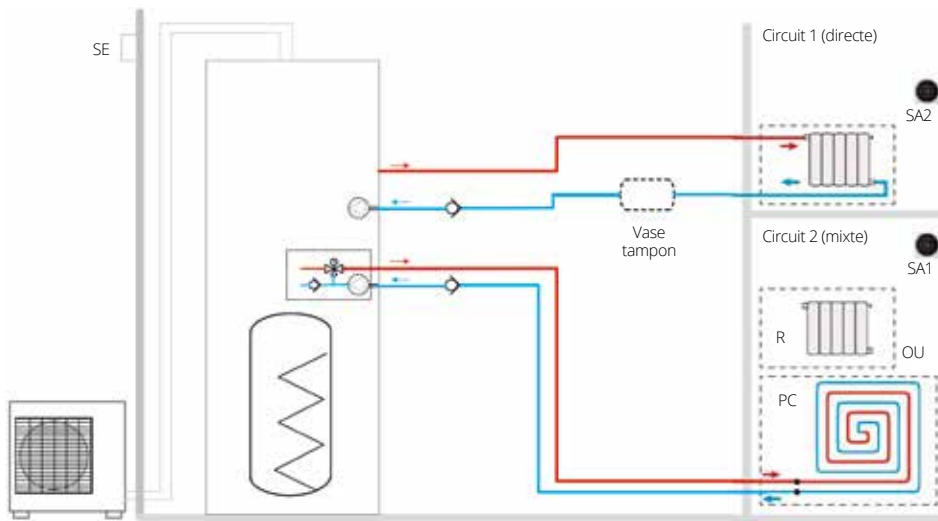 SE
Circuit 1 (directe)
SA2
Vase
tampon
Circuit 2 (mixte)
SA1
R
OU
PC